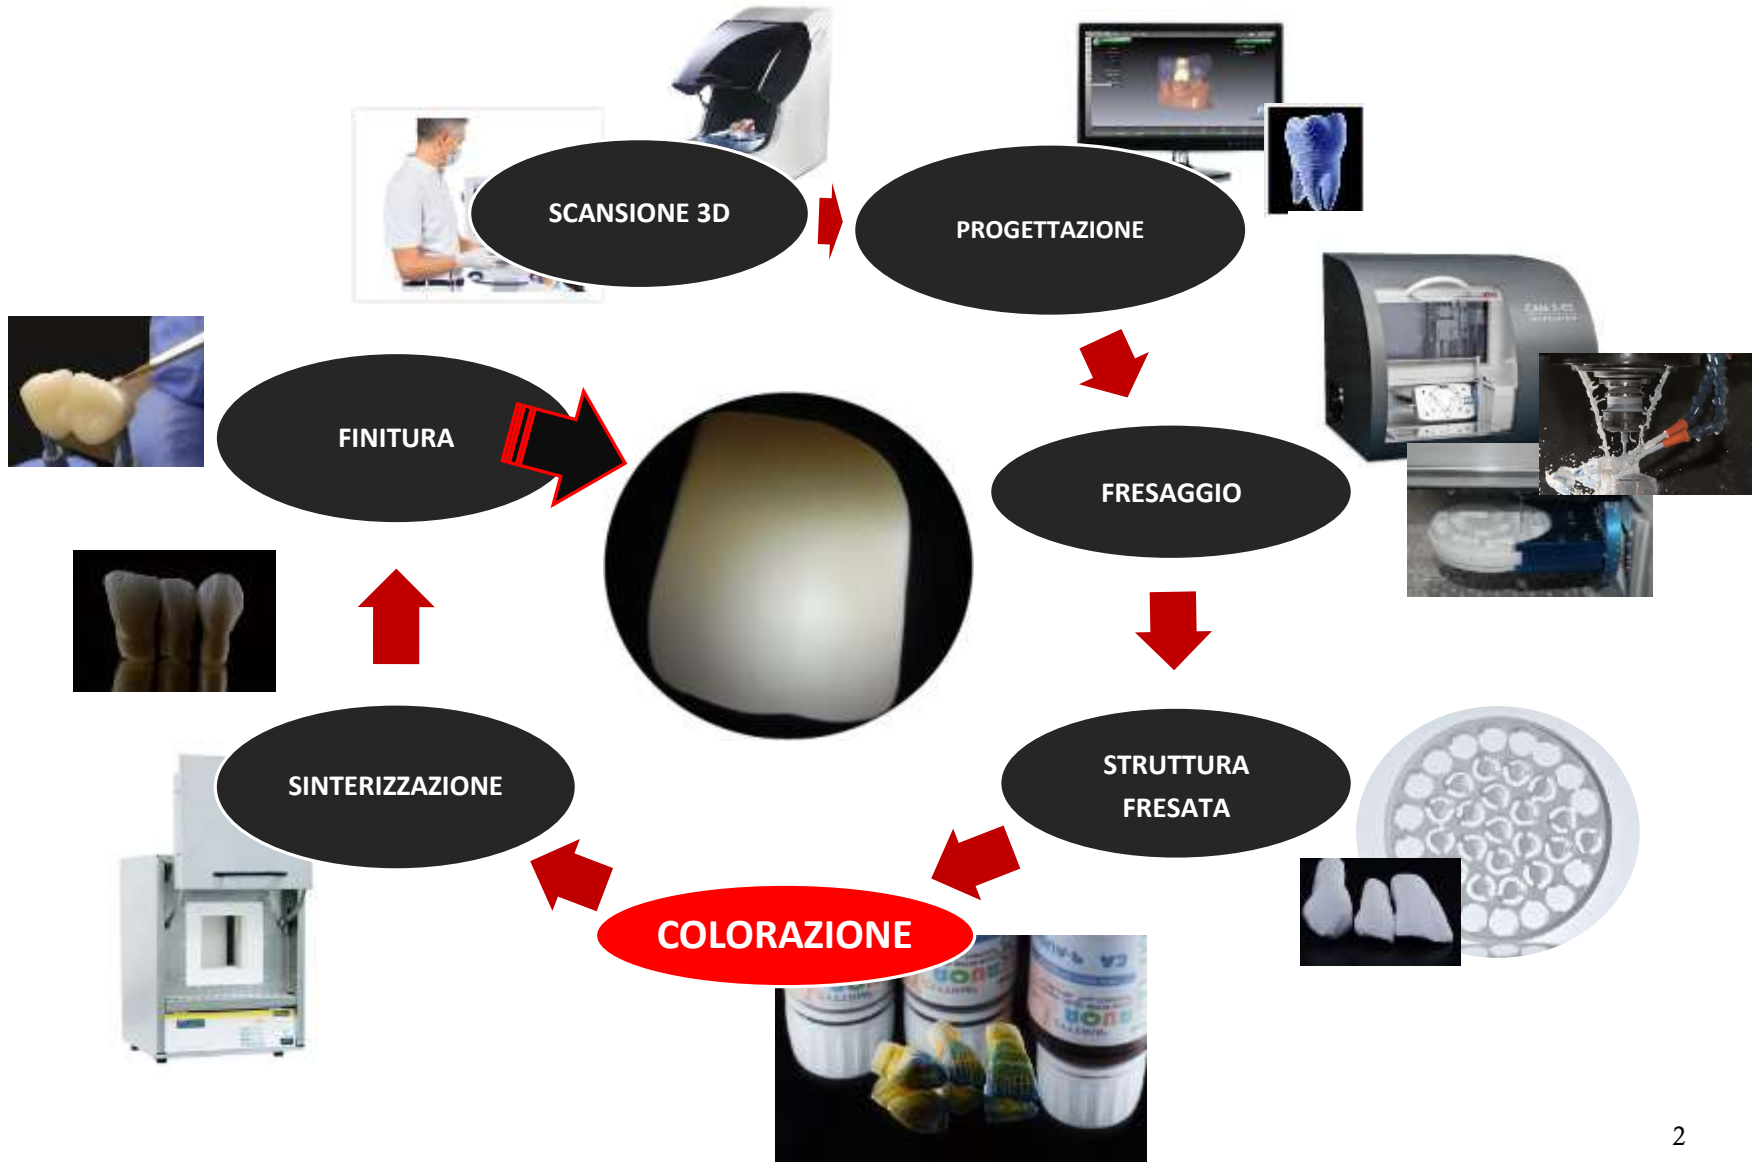 SCANSIONE 3D
PROGETTAZIONE
FRESAGGIO
STRUTTURA
FRESATA
COLORAZIONE
SINTERIZZAZIONE
FINITURA
2